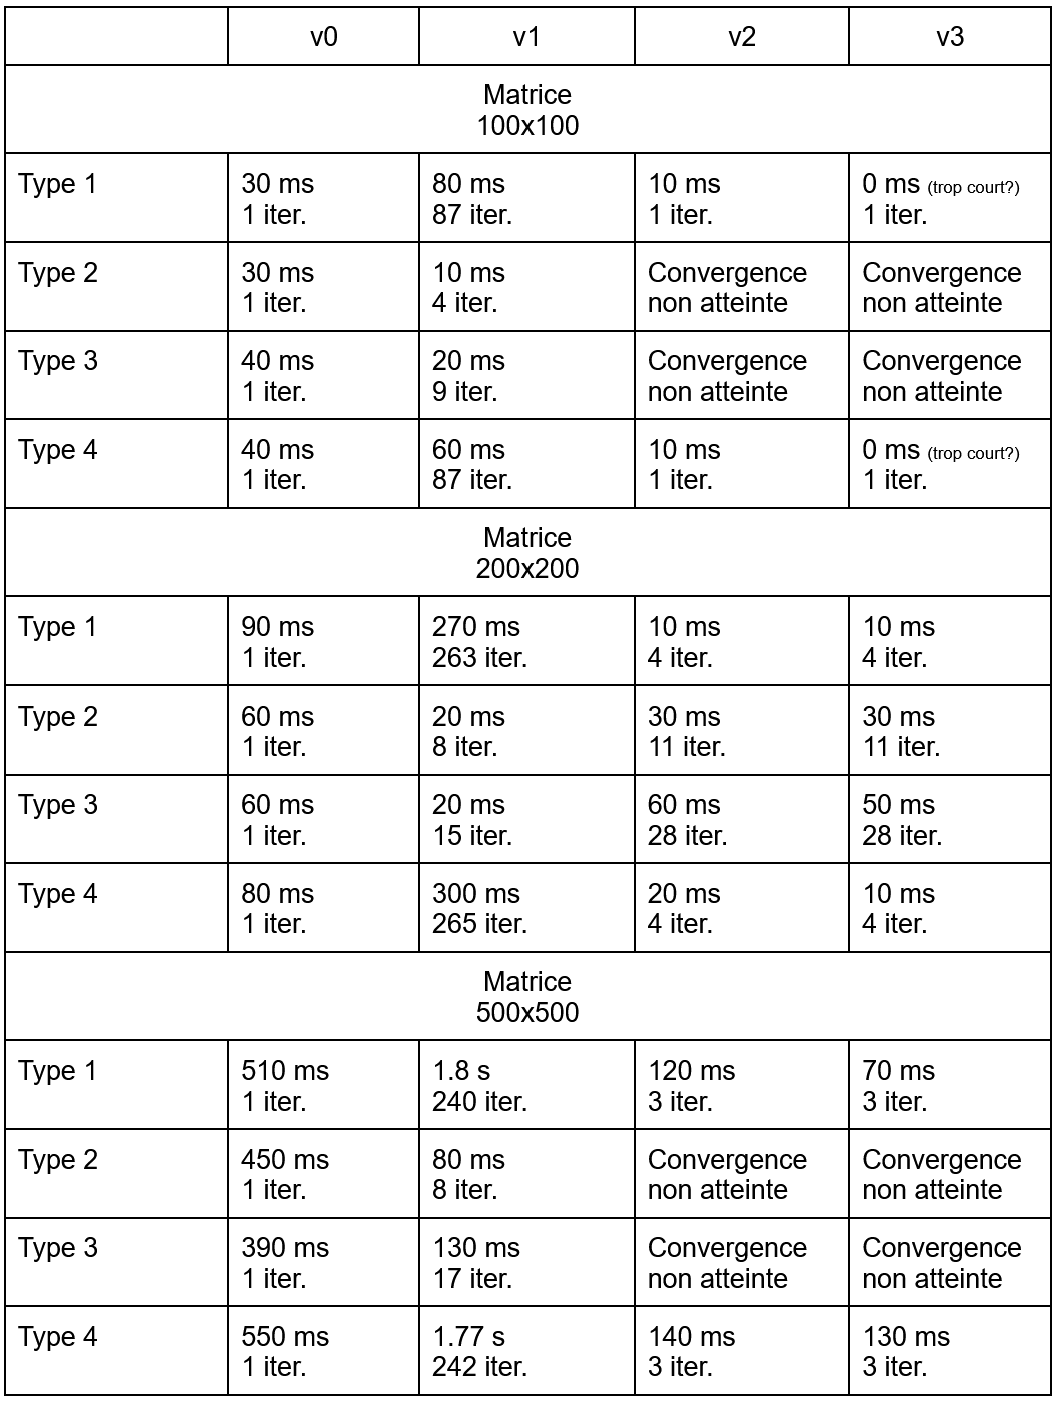 v0 v1 v2 v3
Matrice
100x100
Type 1 30 ms 80 ms 10 ms 0 ms (trop court?)
1 iter. 87 iter. 1 iter. 1 iter.
Type 2 30 ms 10 ms Convergence Convergence
1 iter. 4 iter. non atteinte non atteinte
Type 3 40 ms 20 ms Convergence Convergence
1 iter. 9 iter. non atteinte non atteinte
Type 4 40 ms 60 ms 10 ms 0 ms (trop court?)
1 iter. 87 iter. 1 iter. 1 iter.
Matrice
200x200
Type 1 90 ms 270 ms 10 ms 10 ms
1 iter. 263 iter. 4 iter. 4 iter.
Type 2 60 ms 20 ms 30 ms 30 ms
1 iter. 8 iter. 11 iter. 11 iter.
Type 3 60 ms 20 ms 60 ms 50 ms
1 iter. 15 iter. 28 iter. 28 iter.
Type 4 80 ms 300 ms 20 ms 10 ms
1 iter. 265 iter. 4 iter. 4 iter.
Matrice
500x500
Type 1 510 ms 1.8 s 120 ms 70 ms
1 iter. 240 iter. 3 iter. 3 iter.
Type 2 450 ms 80 ms Convergence Convergence
1 iter. 8 iter. non atteinte non atteinte
Type 3 390 ms 130 ms Convergence Convergence
1 iter. 17 iter. non atteinte non atteinte
Type 4 550 ms 1.77 s 140 ms 130 ms
1 iter. 242 iter. 3 iter. 3 iter.